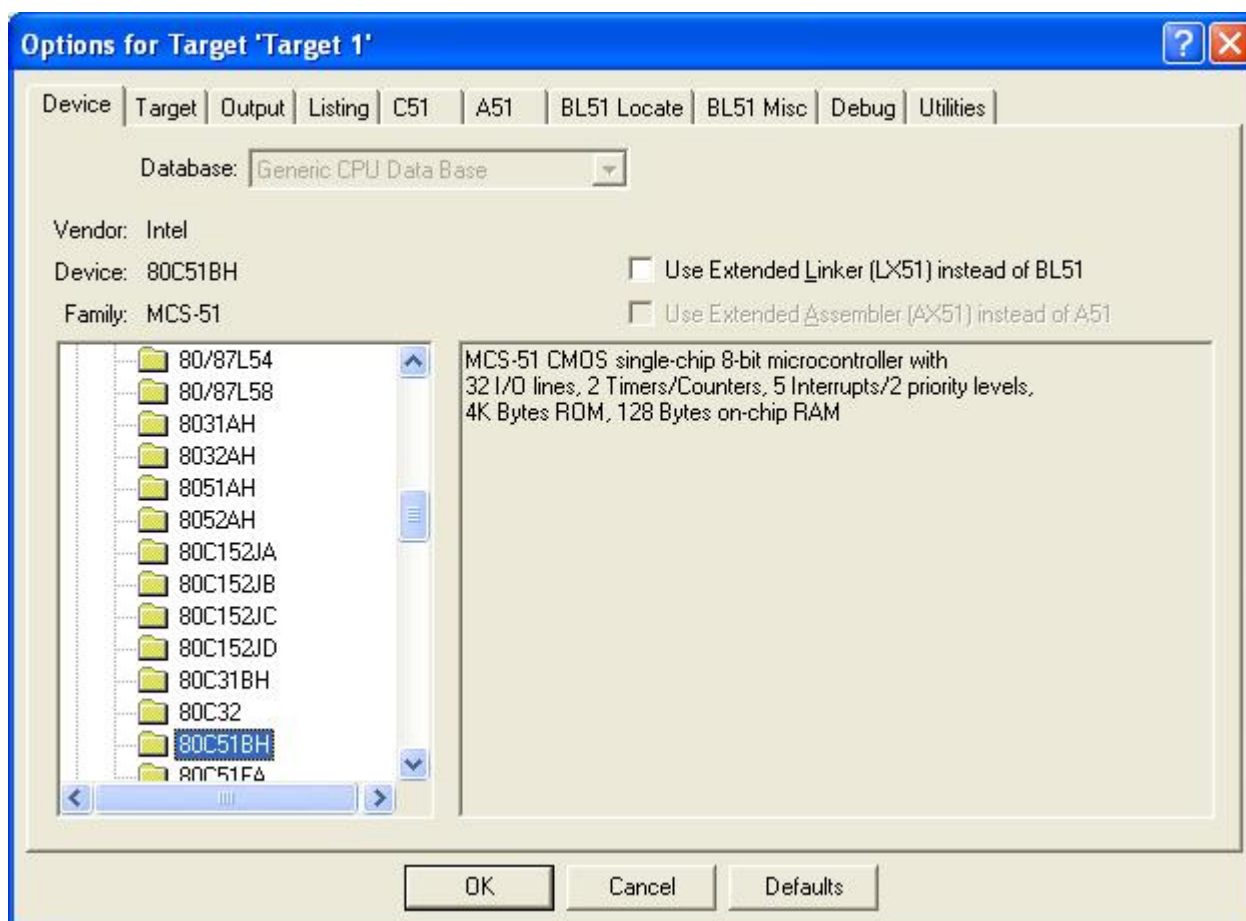 Options for Target 'Target 1'
Device Target Output Listing C51 A51 BL51 Locate BL51 Misc Debug Utilities
Database: Generic CPU Data Base
Vendor: Intel
Device: 80C51BH
Use Extended Linker (LX51) instead of BL51
Family: MCS-51
Use Extended Assembler (AX51) instead of A51
80/87L54
80/87L58
8031AH
8032AH
8051AH
8052AH
80C152JA
80C152JB
80C152JC
80C152JD
80C31BH
80C32
80C51BH
80C51FA
MCS-51 CMOS single-chip 8-bit microcontroller with
32 I/O lines, 2 Timers/Counters, 5 Interrupts/2 priority levels,
4K Bytes ROM, 128 Bytes on-chip RAM
OK Cancel Defaults